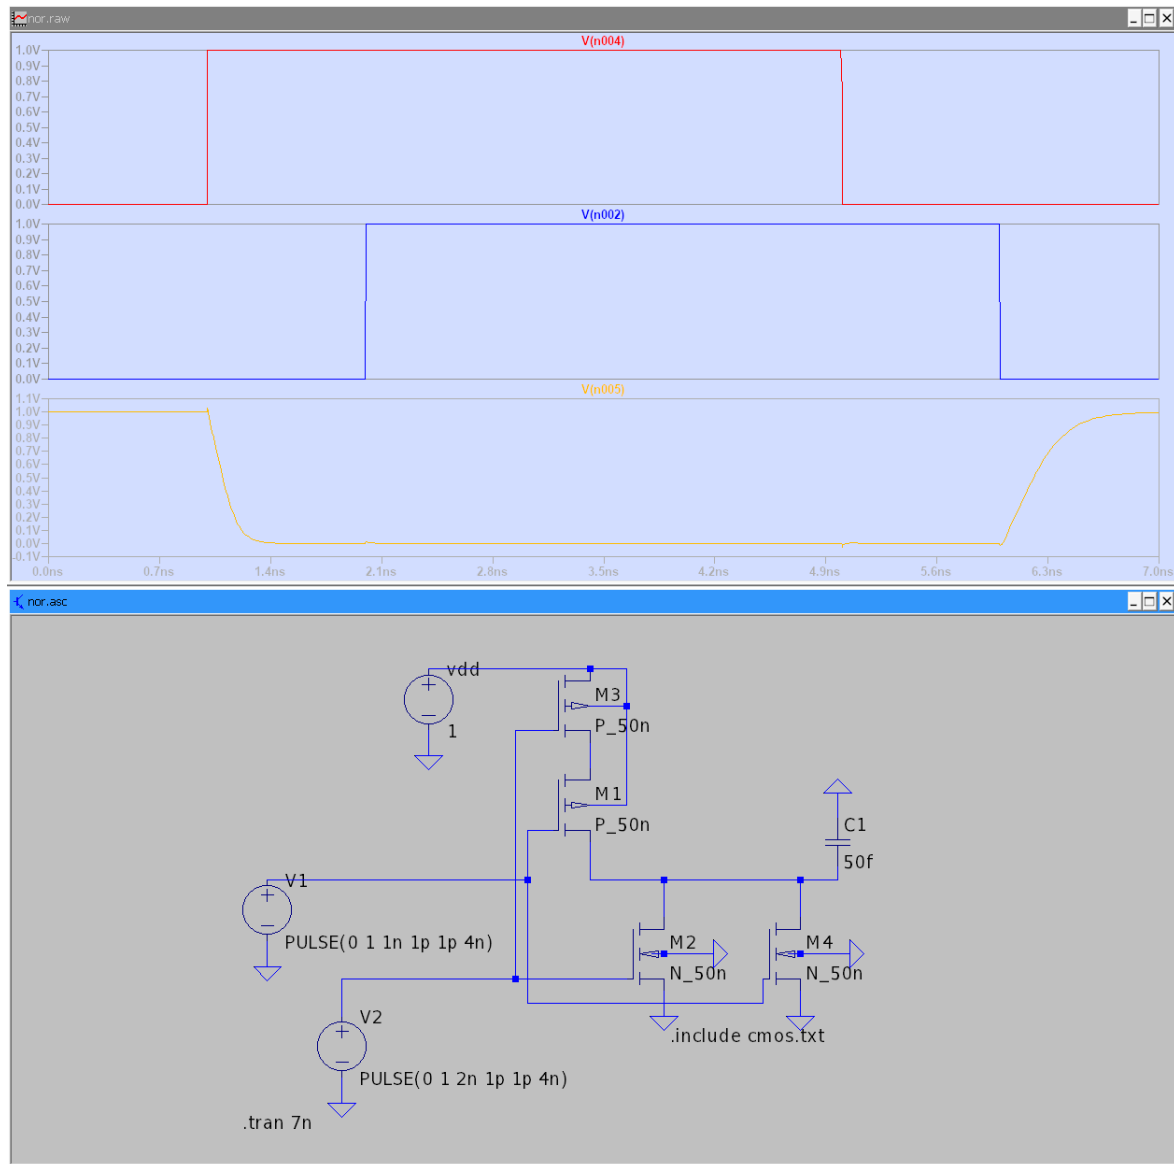 nor.raw
V(n004)
1.0V
0.9V
0.8V
0.7V
0.6V
0.5V
0.4V
0.3V
0.2V
0.1V
0.0V
V(n002)
1.0V
0.9V
0.8V
0.7V
0.6V
0.5V
0.4V
0.3V
0.2V
0.1V
0.0V
V(n005)
1.1V
1.0V
0.9V
0.8V
0.7V
0.6V
0.5V
0.4V
0.3V
0.2V
0.1V
0.0V
-0.1V
0.0ns 0.7ns 1.4ns 2.1ns 2.8ns 3.5ns 4.2ns 4.9ns 5.6ns 6.3ns 7.0ns
nor.asc
vdd
1
M3
P_50n
M1
P_50n
C1
50f
V1
PULSE(0 1 1n 1p 1p 4n)
M2
N_50n
M4
N_50n
V2
PULSE(0 1 2n 1p 1p 4n)
.include cmos.txt
.tran 7n